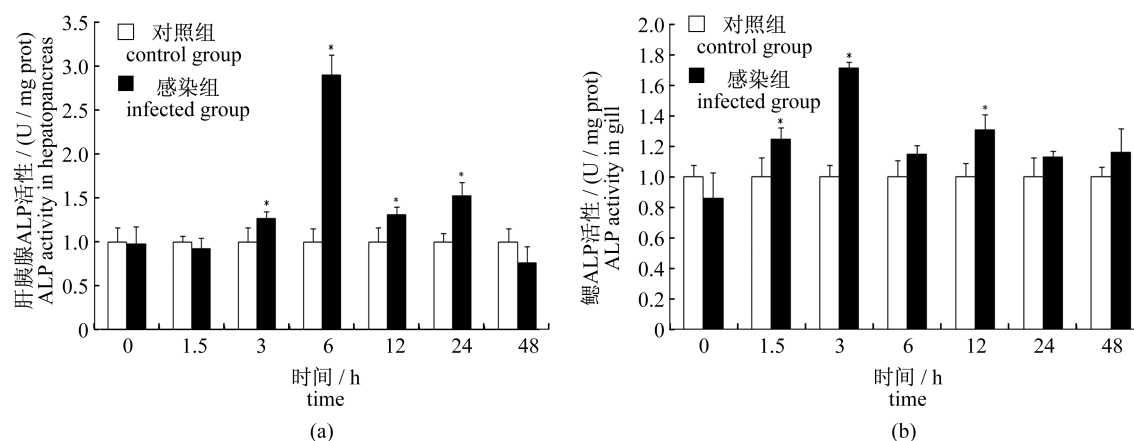 肝胰腺ALP活性 / (U / mg prot)
ALP activity in hepatopancreas
3.5
3.0
2.5
2.0
1.5
1.0
0.5
0
对照组
control group
感染组
infected group
*
*
*
*
0 1.5 3 6 12 24 48
时间 / h
time
(a)
鳃ALP活性 / (U / mg prot)
ALP activity in gill
2.0
1.8
1.6
1.4
1.2
1.0
0.8
0.6
0.4
0.2
0
对照组
control group
感染组
infected group
*
*
*
0 1.5 3 6 12 24 48
时间 / h
time
(b)